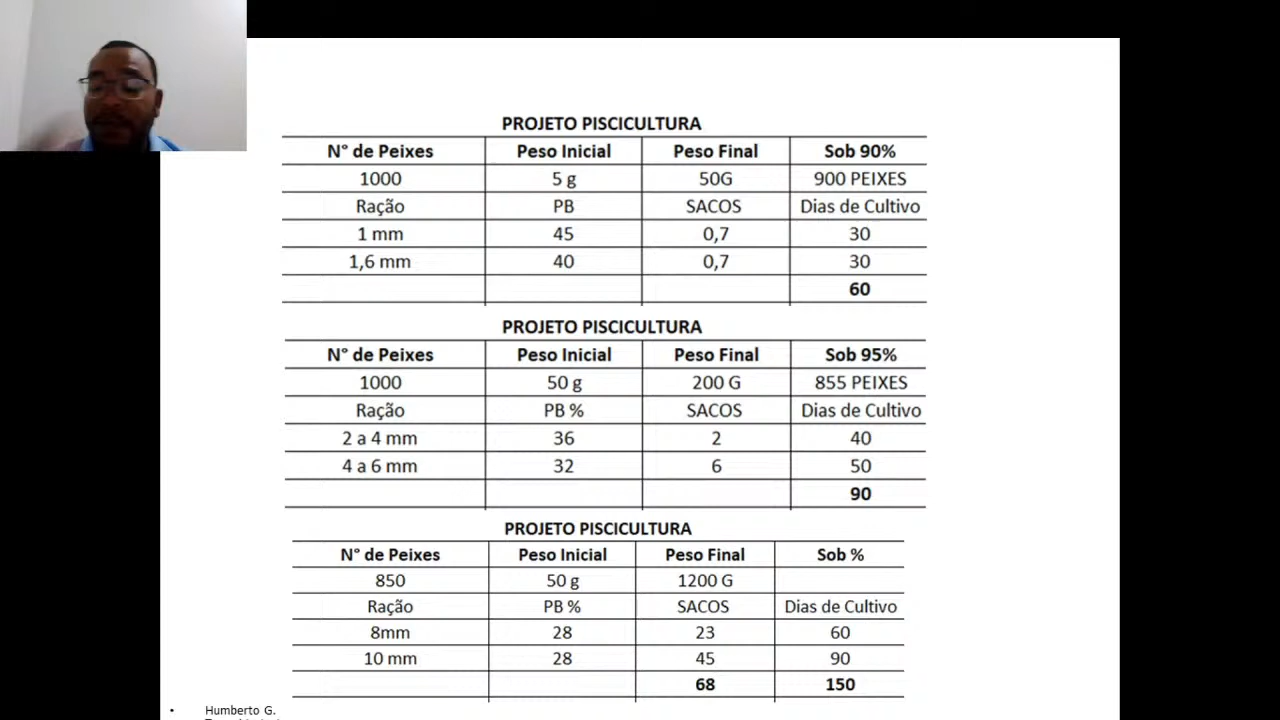 PROJETO PISCICULTURA
N° de Peixes Peso Inicial Peso Final Sob 90%
1000 5 g 50G 900 PEIXES
Ração PB SACOS Dias de Cultivo
1 mm 45 0,7 30
1,6 mm 40 0,7 30
60
PROJETO PISCICULTURA
N° de Peixes Peso Inicial Peso Final Sob 95%
1000 50 g 200 G 855 PEIXES
Ração PB % SACOS Dias de Cultivo
2 a 4 mm 36 2 40
4 a 6 mm 32 6 50
90
PROJETO PISCICULTURA
N° de Peixes Peso Inicial Peso Final Sob %
850 50 g 1200 G
Ração PB % SACOS Dias de Cultivo
8mm 28 23 60
10 mm 28 45 90
68 150
• Humberto G.